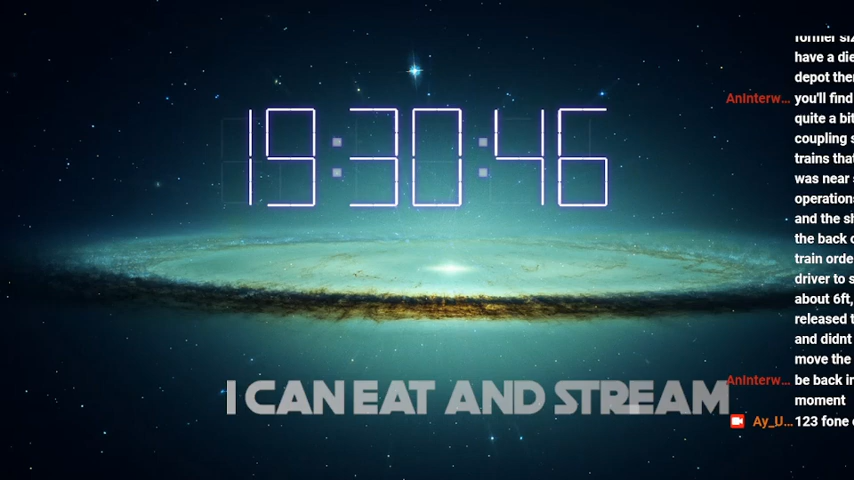 19:30:46
I CAN EAT AND STREAM
have a die
depot the
AnInterw... you'll find
quite a bit
coupling s
trains that
was near
operation
and the sh
the back o
train orde
driver to s
about 6ft,
released t
and didnt
move the
AnInterw... be back in
moment
Ay_U... 123 fone